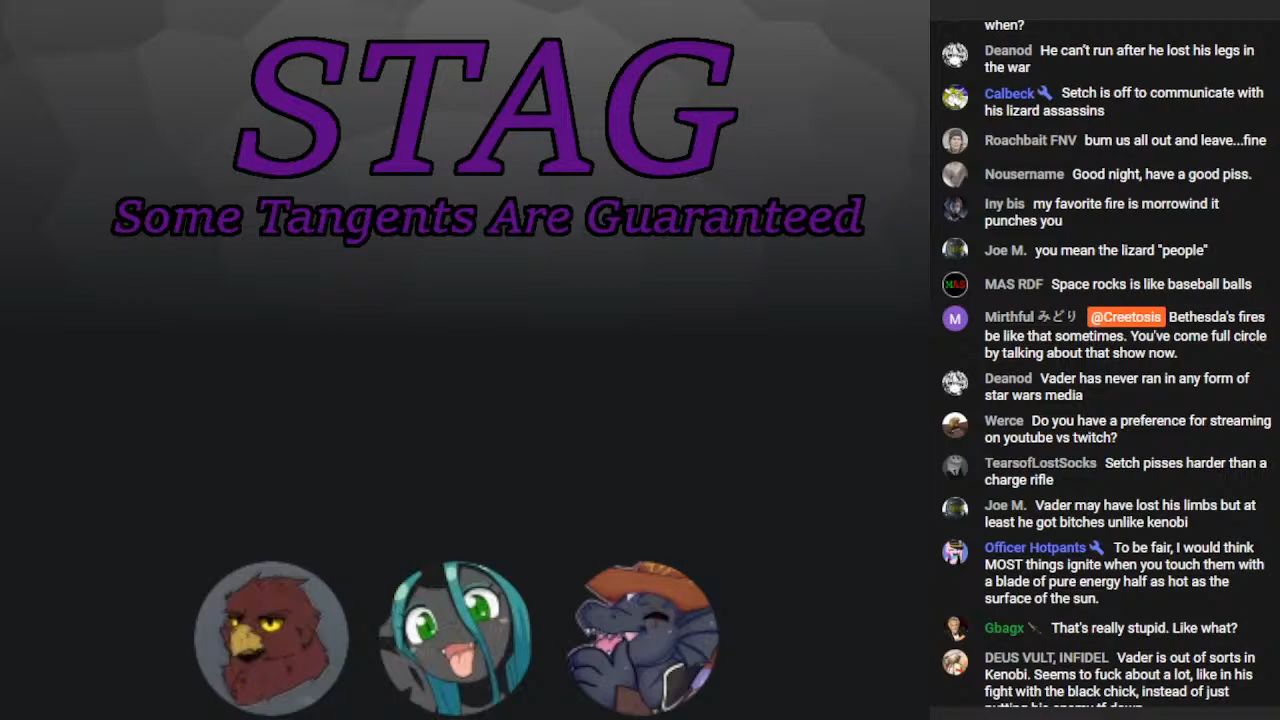 STAG
Some Tangents Are Guaranteed
when?
Deanod He can't run after he lost his legs in
the war
Calbeck Setch is off to communicate with
his lizard assassins
Roachbait FNV burn us all out and leave...fine
Nousername Good night, have a good piss.
Iny bis my favorite fire is morrowind it
punches you
Joe M. you mean the lizard "people"
MAS
MAS RDF Space rocks is like baseball balls
M
Mirthful みどり @Creetosis Bethesda's fires
be like that sometimes. You've come full circle
by talking about that show now.
Deanod Vader has never ran in any form of
star wars media
Werce Do you have a preference for streaming
on youtube vs twitch?
TearsofLostSocks Setch pisses harder than a
charge rifle
Joe M. Vader may have lost his limbs but at
least he got bitches unlike kenobi
Officer Hotpants To be fair, I would think
MOST things ignite when you touch them with
a blade of pure energy half as hot as the
surface of the sun.
Gbagx That's really stupid. Like what?
DEUS VULT, INFIDEL Vader is out of sorts in
Kenobi. Seems to fuck about a lot, like in his
fight with the black chick, instead of just
putting his enemy tf down